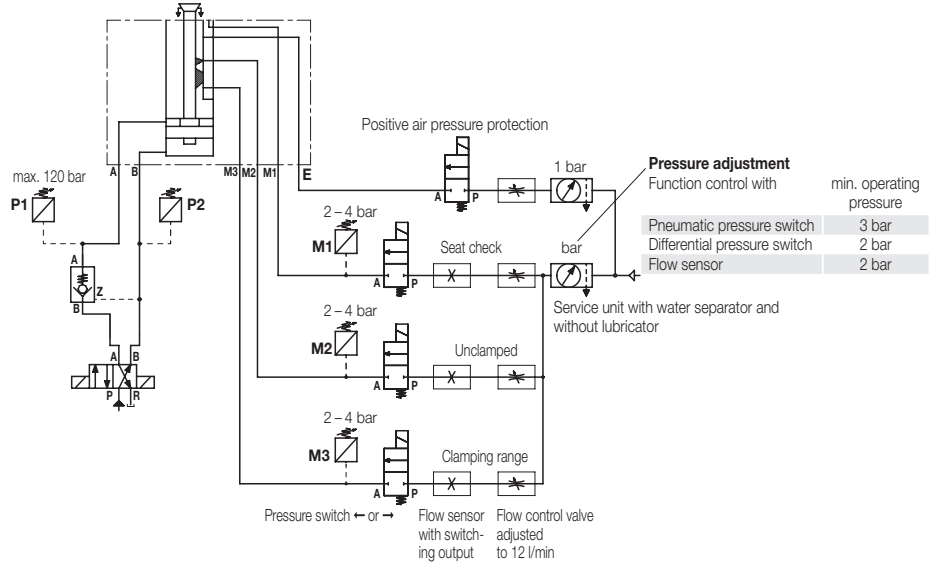 A
B
M3
M2
M1
E
max. 120 bar
P1
P2
A
Z
B
A
B
P
R
Positive air pressure protection
A
P
1 bar
Pressure adjustment
Function control with
min. operating
pressure
Pneumatic pressure switch 3 bar
Differential pressure switch 2 bar
Flow sensor 2 bar
2 – 4 bar
M1
A
P
Seat check
bar
Service unit with water separator and
without lubricator
2 – 4 bar
M2
A
P
Unclamped
2 – 4 bar
M3
A
P
Clamping range
Pressure switch ← or →
Flow sensor
with switch-
ing output
Flow control valve
adjusted
to 12 l/min